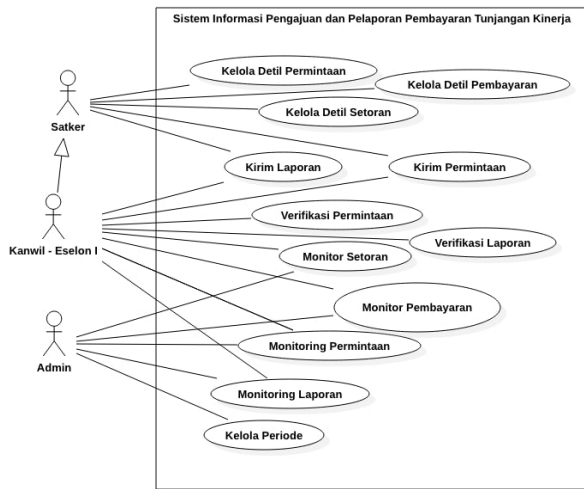 Sistem Informasi Pengajuan dan Pelaporan Pembayaran Tunjangan Kinerja
Kelola Detil Permintaan
Kelola Detil Pembayaran
Kelola Detil Setoran
Satker
Kirim Laporan
Kirim Permintaan
Verifikasi Permintaan
Verifikasi Laporan
Kanwil - Eselon I
Monitor Setoran
Monitor Pembayaran
Monitoring Permintaan
Admin
Monitoring Laporan
Kelola Periode